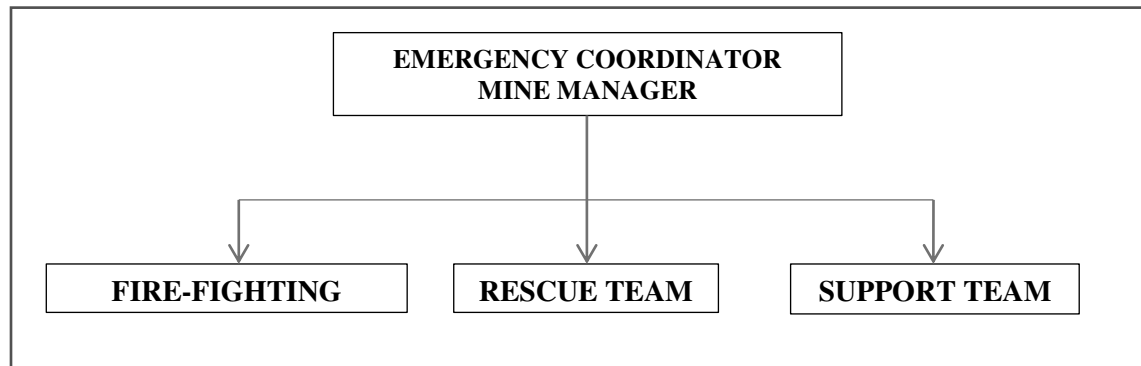 EMERGENCY COORDINATOR
MINE MANAGER
FIRE-FIGHTING
RESCUE TEAM
SUPPORT TEAM